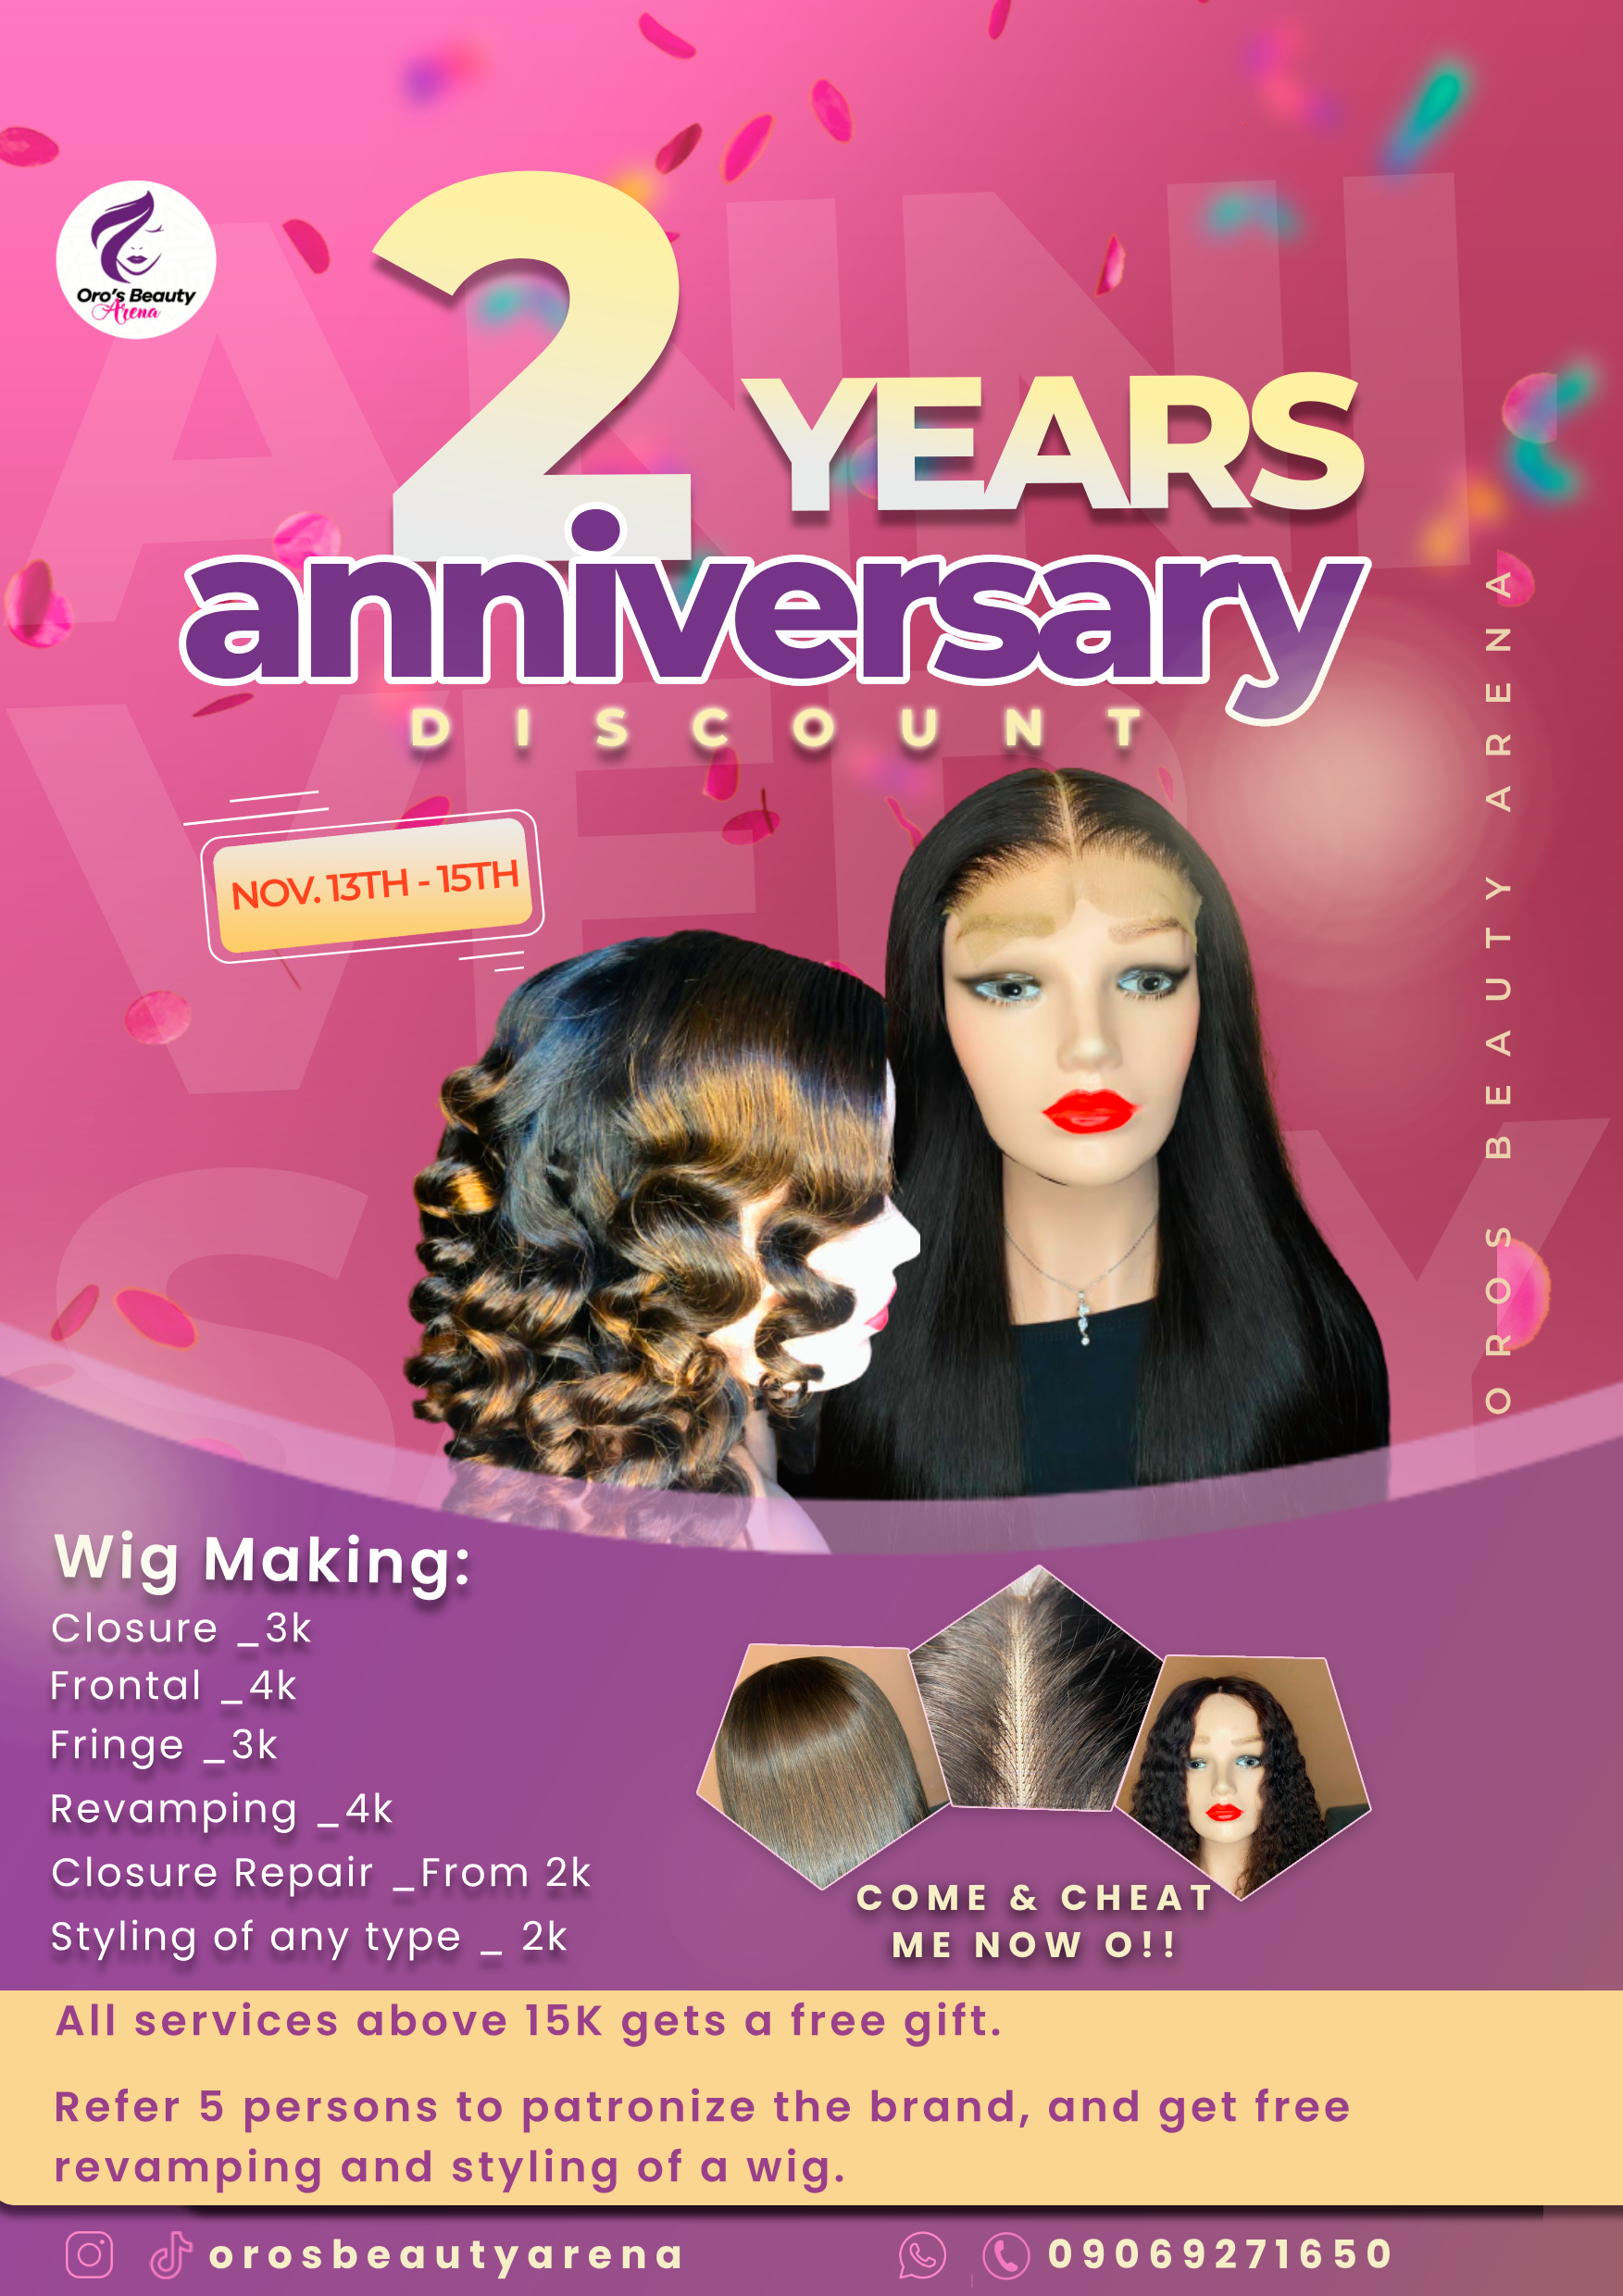 Oro's Beauty
Arena
2 YEARS
anniversary
DISCOUNT
NOV. 13TH - 15TH
OROS BEAUTY ARENA
ANNI
VER
S Y
Wig Making:
Closure _3k
Frontal _4k
Fringe _3k
Revamping _4k
Closure Repair _From 2k
Styling of any type _ 2k
COME & CHEAT
ME NOW O!!
All services above 15K gets a free gift.
Refer 5 persons to patronize the brand, and get free
revamping and styling of a wig.
orosbeautyarena
09069271650